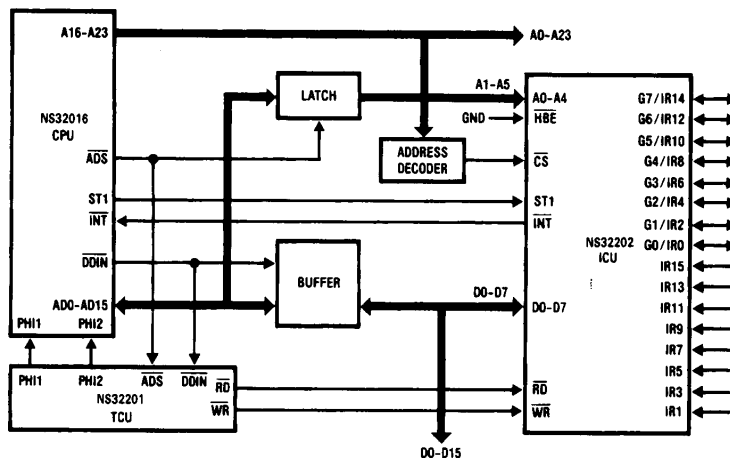 A16-A23
A0-A23
NS32016
CPU
LATCH
A1-A5
A0-A4
GND
HBE
ADDRESS
DECODER
CS
ADS
ST1
ST1
INT
INT
DDIN
BUFFER
AD0-AD15
D0-D7
D0-D7
NS32202
ICU
G7/IR14
G6/IR12
G5/IR10
G4/IR8
G3/IR6
G2/IR4
G1/IR2
G0/IR0
IR15
IR13
IR11
IR9
IR7
IR5
IR3
IR1
PHI1
PHI2
PHI1
PHI2
ADS
DDIN
RD
WR
NS32201
TCU
RD
WR
D0-D15